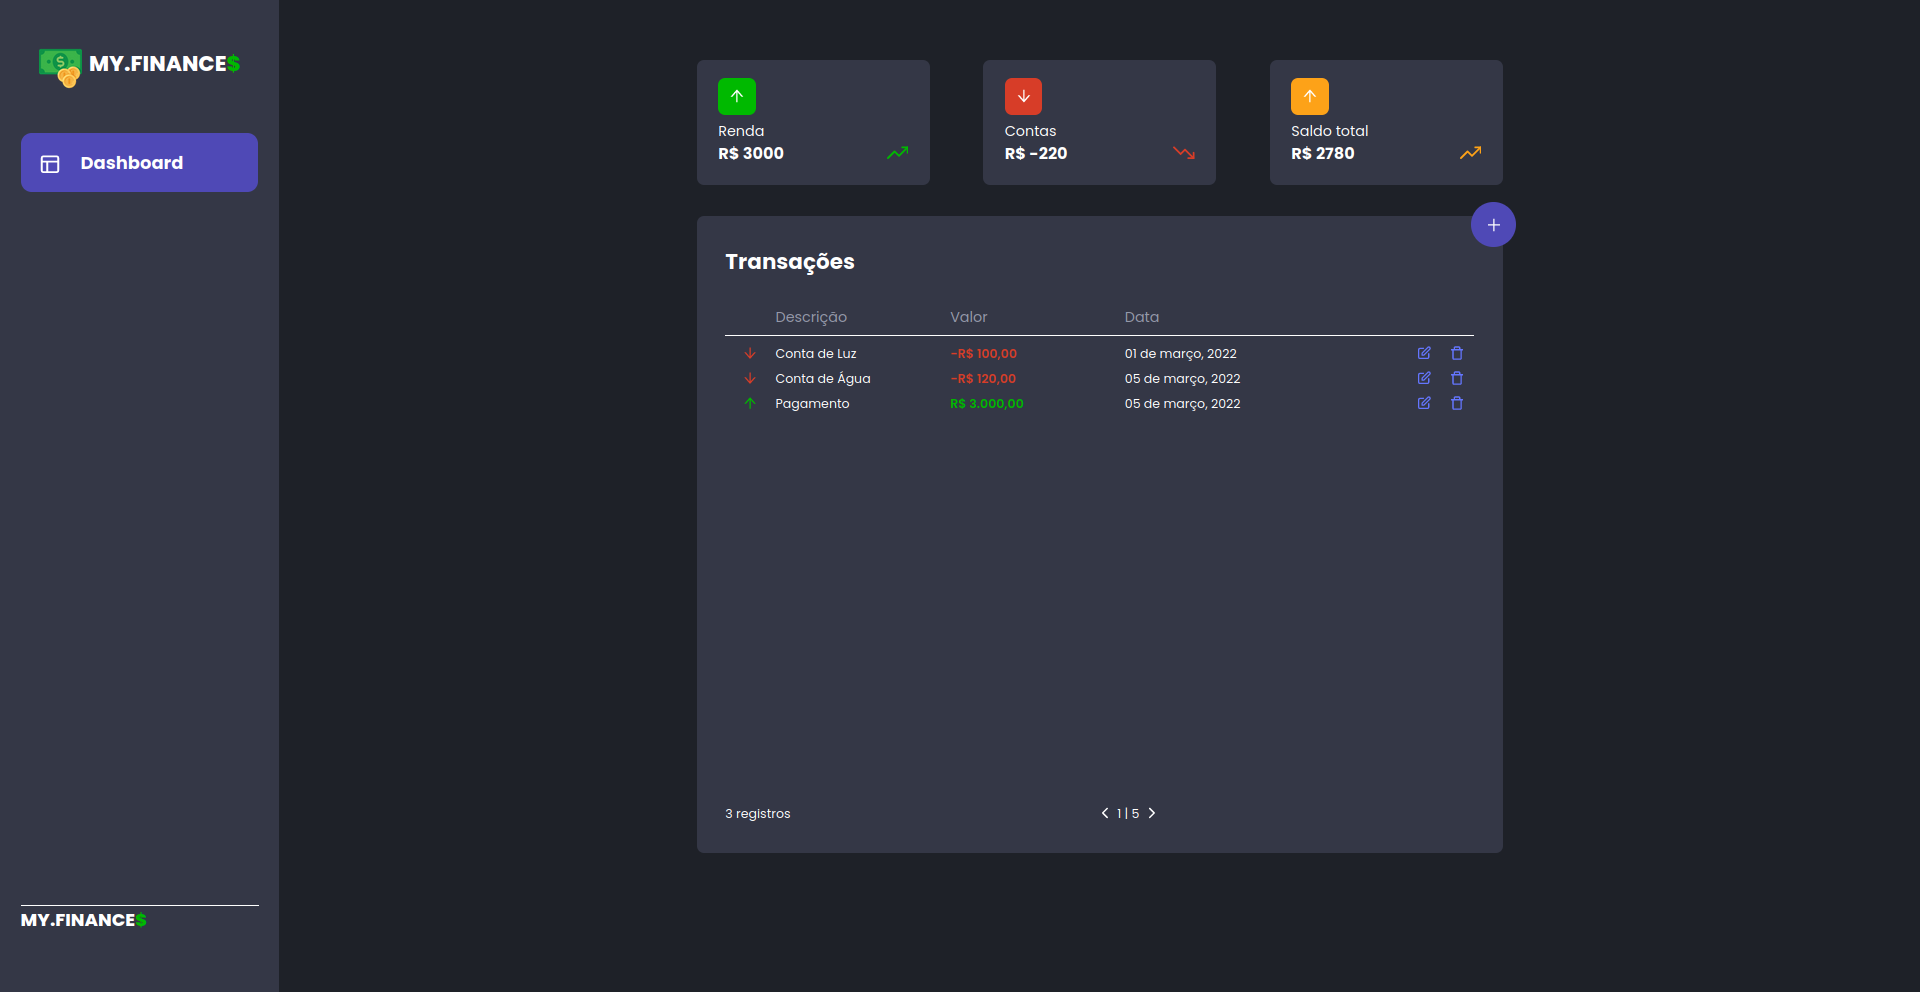 MY.FINANCE$
Dashboard
Renda
R$ 3000
Contas
R$ -220
Saldo total
R$ 2780
Transações
Descrição Valor Data
Conta de Luz -R$ 100,00 01 de março, 2022
Conta de Água -R$ 120,00 05 de março, 2022
Pagamento R$ 3.000,00 05 de março, 2022
3 registros 1 | 5
MY.FINANCE$